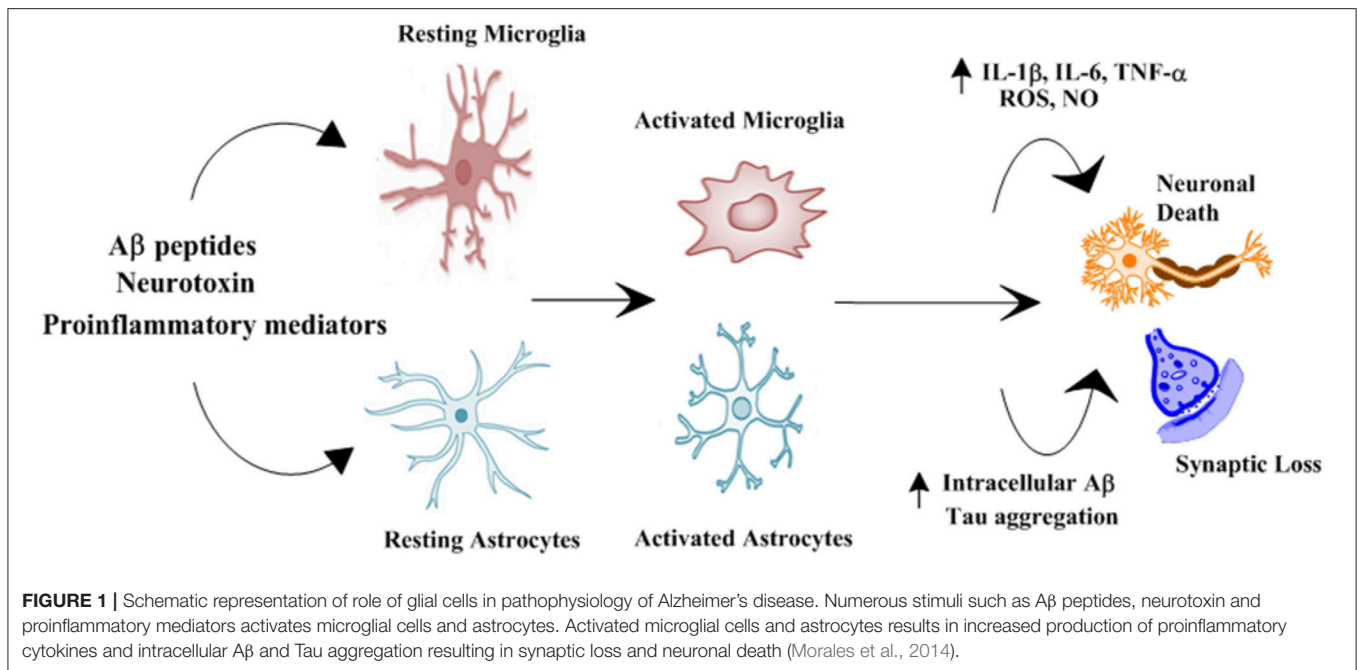 Resting Microglia
Aβ peptides
Neurotoxin
Proinflammatory mediators
Resting Astrocytes
Activated Microglia
Activated Astrocytes
IL-1β, IL-6, TNF-α
ROS, NO
Neuronal
Death
Synaptic Loss
Intracellular Aβ
Tau aggregation
FIGURE 1 | Schematic representation of role of glial cells in pathophysiology of Alzheimer's disease. Numerous stimuli such as Aβ peptides, neurotoxin and
proinflammatory mediators activates microglial cells and astrocytes. Activated microglial cells and astrocytes results in increased production of proinflammatory
cytokines and intracellular Aβ and Tau aggregation resulting in synaptic loss and neuronal death (Morales et al., 2014).